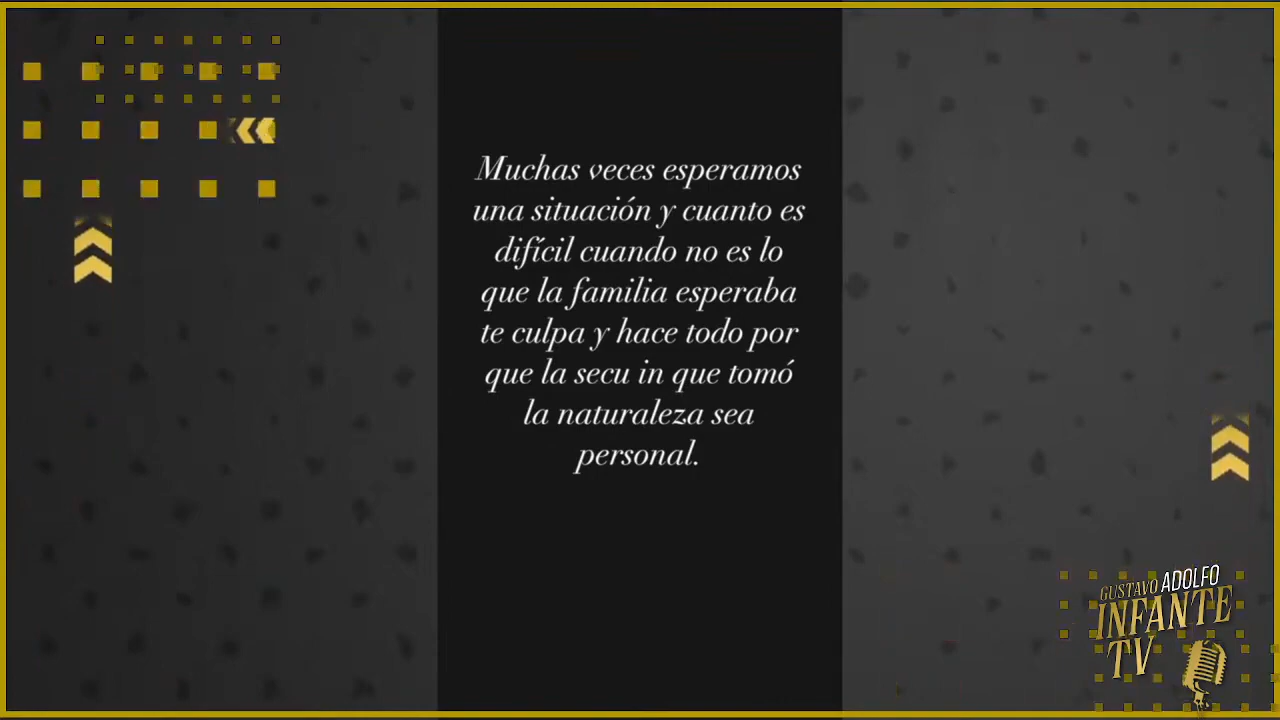 Muchas veces esperamos
una situación y cuanto es
difícil cuando no es lo
que la familia esperaba
te culpa y hace todo por
que la secu in que tomó
la naturaleza sea
personal.
GUSTAVO ADOLFO
INFANTE
TV